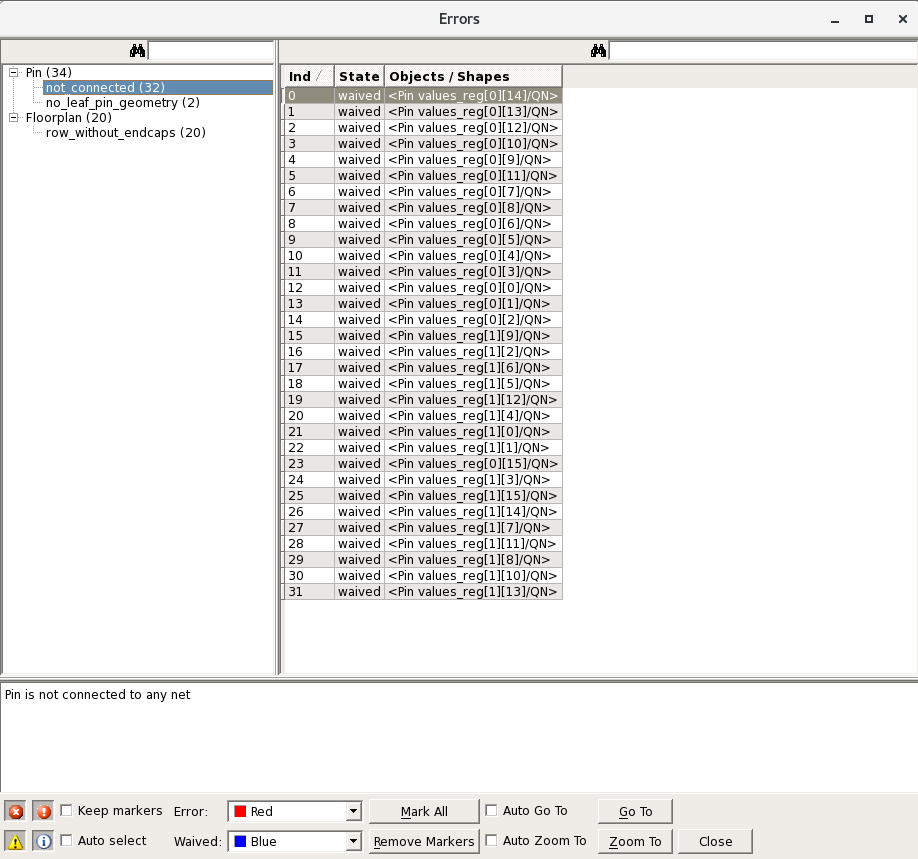 Errors
Pin (34)
not_connected (32)
no_leaf_pin_geometry (2)
Floorplan (20)
row_without_endcaps (20)
Ind State Objects / Shapes
0 waived <Pin values_reg[0][14]/QN>
1 waived <Pin values_reg[0][13]/QN>
2 waived <Pin values_reg[0][12]/QN>
3 waived <Pin values_reg[0][10]/QN>
4 waived <Pin values_reg[0][9]/QN>
5 waived <Pin values_reg[0][11]/QN>
6 waived <Pin values_reg[0][7]/QN>
7 waived <Pin values_reg[0][8]/QN>
8 waived <Pin values_reg[0][6]/QN>
9 waived <Pin values_reg[0][5]/QN>
10 waived <Pin values_reg[0][4]/QN>
11 waived <Pin values_reg[0][3]/QN>
12 waived <Pin values_reg[0][0]/QN>
13 waived <Pin values_reg[0][1]/QN>
14 waived <Pin values_reg[0][2]/QN>
15 waived <Pin values_reg[1][9]/QN>
16 waived <Pin values_reg[1][2]/QN>
17 waived <Pin values_reg[1][6]/QN>
18 waived <Pin values_reg[1][5]/QN>
19 waived <Pin values_reg[1][12]/QN>
20 waived <Pin values_reg[1][4]/QN>
21 waived <Pin values_reg[1][0]/QN>
22 waived <Pin values_reg[1][1]/QN>
23 waived <Pin values_reg[0][15]/QN>
24 waived <Pin values_reg[1][3]/QN>
25 waived <Pin values_reg[1][15]/QN>
26 waived <Pin values_reg[1][14]/QN>
27 waived <Pin values_reg[1][7]/QN>
28 waived <Pin values_reg[1][11]/QN>
29 waived <Pin values_reg[1][8]/QN>
30 waived <Pin values_reg[1][10]/QN>
31 waived <Pin values_reg[1][13]/QN>
Pin is not connected to any net
Keep markers Error: Red Mark All Auto Go To Go To
Auto select Waived: Blue Remove Markers Auto Zoom To Zoom To Close